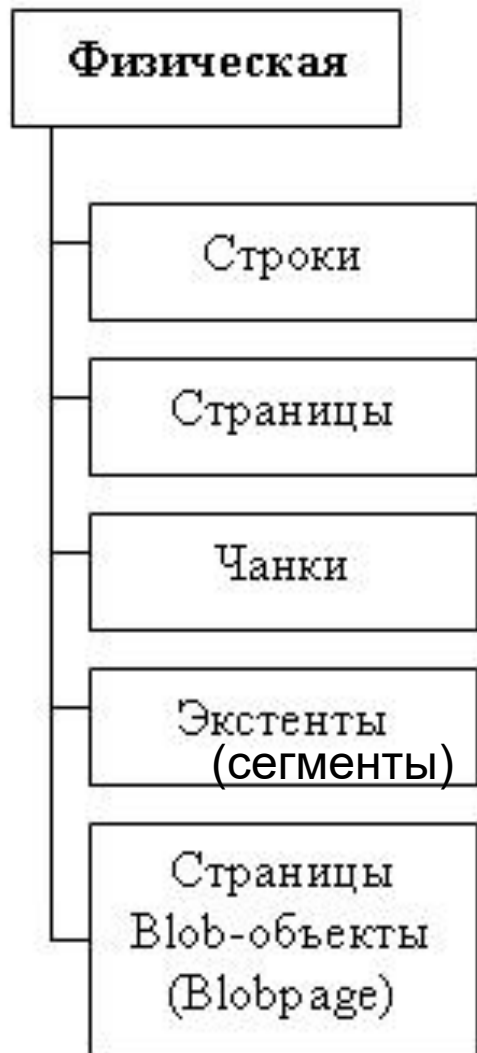 Физическая
Строки
Страницы
Чанки
Экстенты
(сегменты)
Страницы
Blob-объекты
(Blobpage)